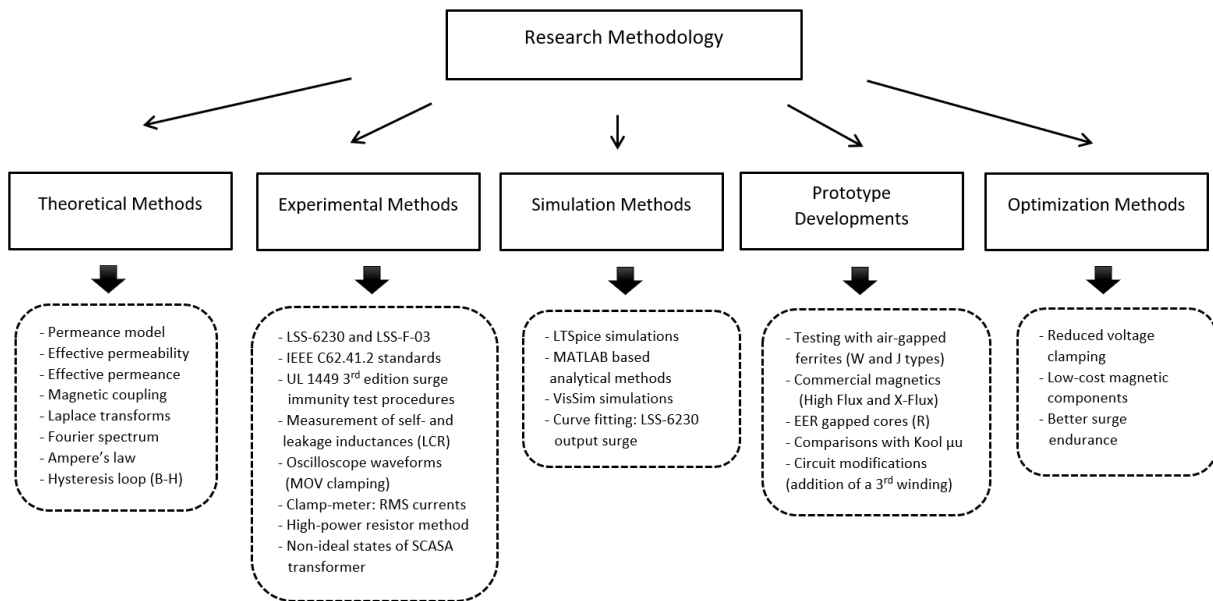 Research Methodology
Theoretical Methods
Experimental Methods
Simulation Methods
Prototype
Developments
Optimization Methods
- Permeance model
- Effective permeability
- Effective permeance
- Magnetic coupling
- Laplace transforms
- Fourier spectrum
- Ampere's law
- Hysteresis loop (B-H)
- LSS-6230 and LSS-F-03
- IEEE C62.41.2 standards
- UL 1449 3rd edition surge
immunity test procedures
- Measurement of self- and
leakage inductances (LCR)
- Oscilloscope waveforms
(MOV clamping)
- Clamp-meter: RMS currents
- High-power resistor method
- Non-ideal states of SCASA
transformer
- LTSpice simulations
- MATLAB based
analytical methods
- VisSim simulations
- Curve fitting: LSS-6230
output surge
- Testing with air-gapped
ferrites (W and J types)
- Commercial magnetics
(High Flux and X-Flux)
- EER gapped cores (R)
- Comparisons with Kool μu
- Circuit modifications
(addition of a 3rd winding)
- Reduced voltage
clamping
- Low-cost magnetic
components
- Better surge
endurance